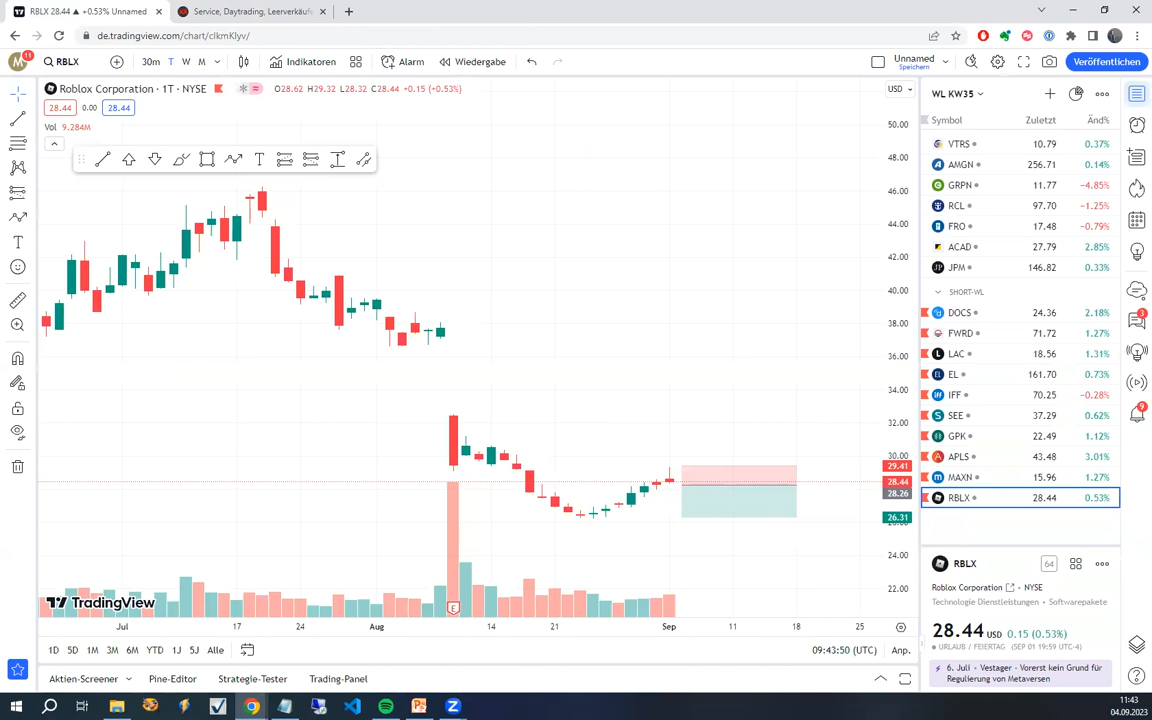 RBLX 28.44 ▲ +0.53% Unnamed
Service, Daytrading, Leerverkäufe
de.tradingview.com/chart/cIkmKlyv/
M
11
RBLX
30m T W M
Indikatoren
Alarm
Wiedergabe
Unnamed
Speichern
Veröffentlichen
Roblox Corporation · 1T · NYSE
O28.62 H29.32 L28.32 C28.44 +0.15 (+0.53%)
USD
28.44 0.00 28.44
Vol 9.284M
50.00
48.00
46.00
44.00
42.00
40.00
38.00
36.00
34.00
32.00
30.00
29.41
28.44
28.26
26.31
24.00
22.00
E
TradingView
Jul 17 24 Aug 14 21 Sep 11 18 25
1D 5D 1M 3M 6M YTD 1J 5J Alle
09:43:50 (UTC)
Anp.
Aktien-Screener
Pine-Editor
Strategie-Tester
Trading-Panel
WL KW35
Symbol Zuletzt Änd%
VTRS 10.79 0.37%
AMGN 256.71 0.14%
GRPN 11.77 −4.85%
RCL 97.70 −1.25%
FRO 17.48 −0.79%
ACAD 27.79 2.85%
JPM 146.82 0.33%
SHORT-WL
DOCS 24.36 2.18%
FWRD 71.72 1.27%
LAC 18.56 1.31%
EL 161.70 0.73%
IFF 70.25 −0.28%
SEE 37.29 0.62%
GPK 22.49 1.12%
APLS 43.48 3.01%
MAXN 15.96 1.27%
RBLX 28.44 0.53%
RBLX
64
Roblox Corporation NYSE
Technologie Dienstleistungen • Softwarepakete
28.44 USD 0.15 (0.53%)
URLAUB / FEIERTAG (SEP 01 19:59 UTC-4)
6. Juli - Vestager - Vorerst kein Grund für
Regulierung von Metaversen
3
9
11:43
04.09.2023